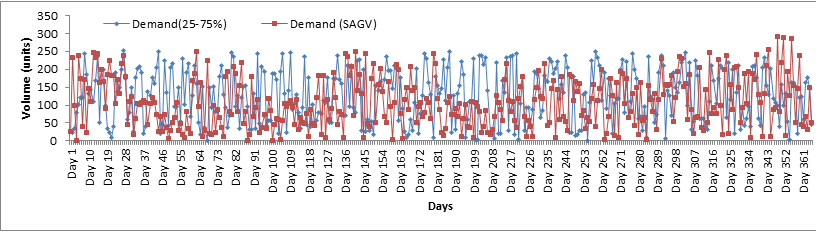 350
300
250
200
150
100
50
0
Volume (units)
Demand(25-75%)
Demand (SAGV)
Day 1
Day 10
Day 19
Day 28
Day 37
Day 46
Day 55
Day 64
Day 73
Day 82
Day 91
Day 100
Day 109
Day 118
Day 127
Day 136
Day 145
Day 154
Day 163
Day 172
Day 181
Day 190
Day 199
Day 208
Day 217
Day 226
Day 235
Day 244
Day 253
Day 262
Day 271
Day 280
Day 289
Day 298
Day 307
Day 316
Day 325
Day 334
Day 343
Day 352
Day 361
Days